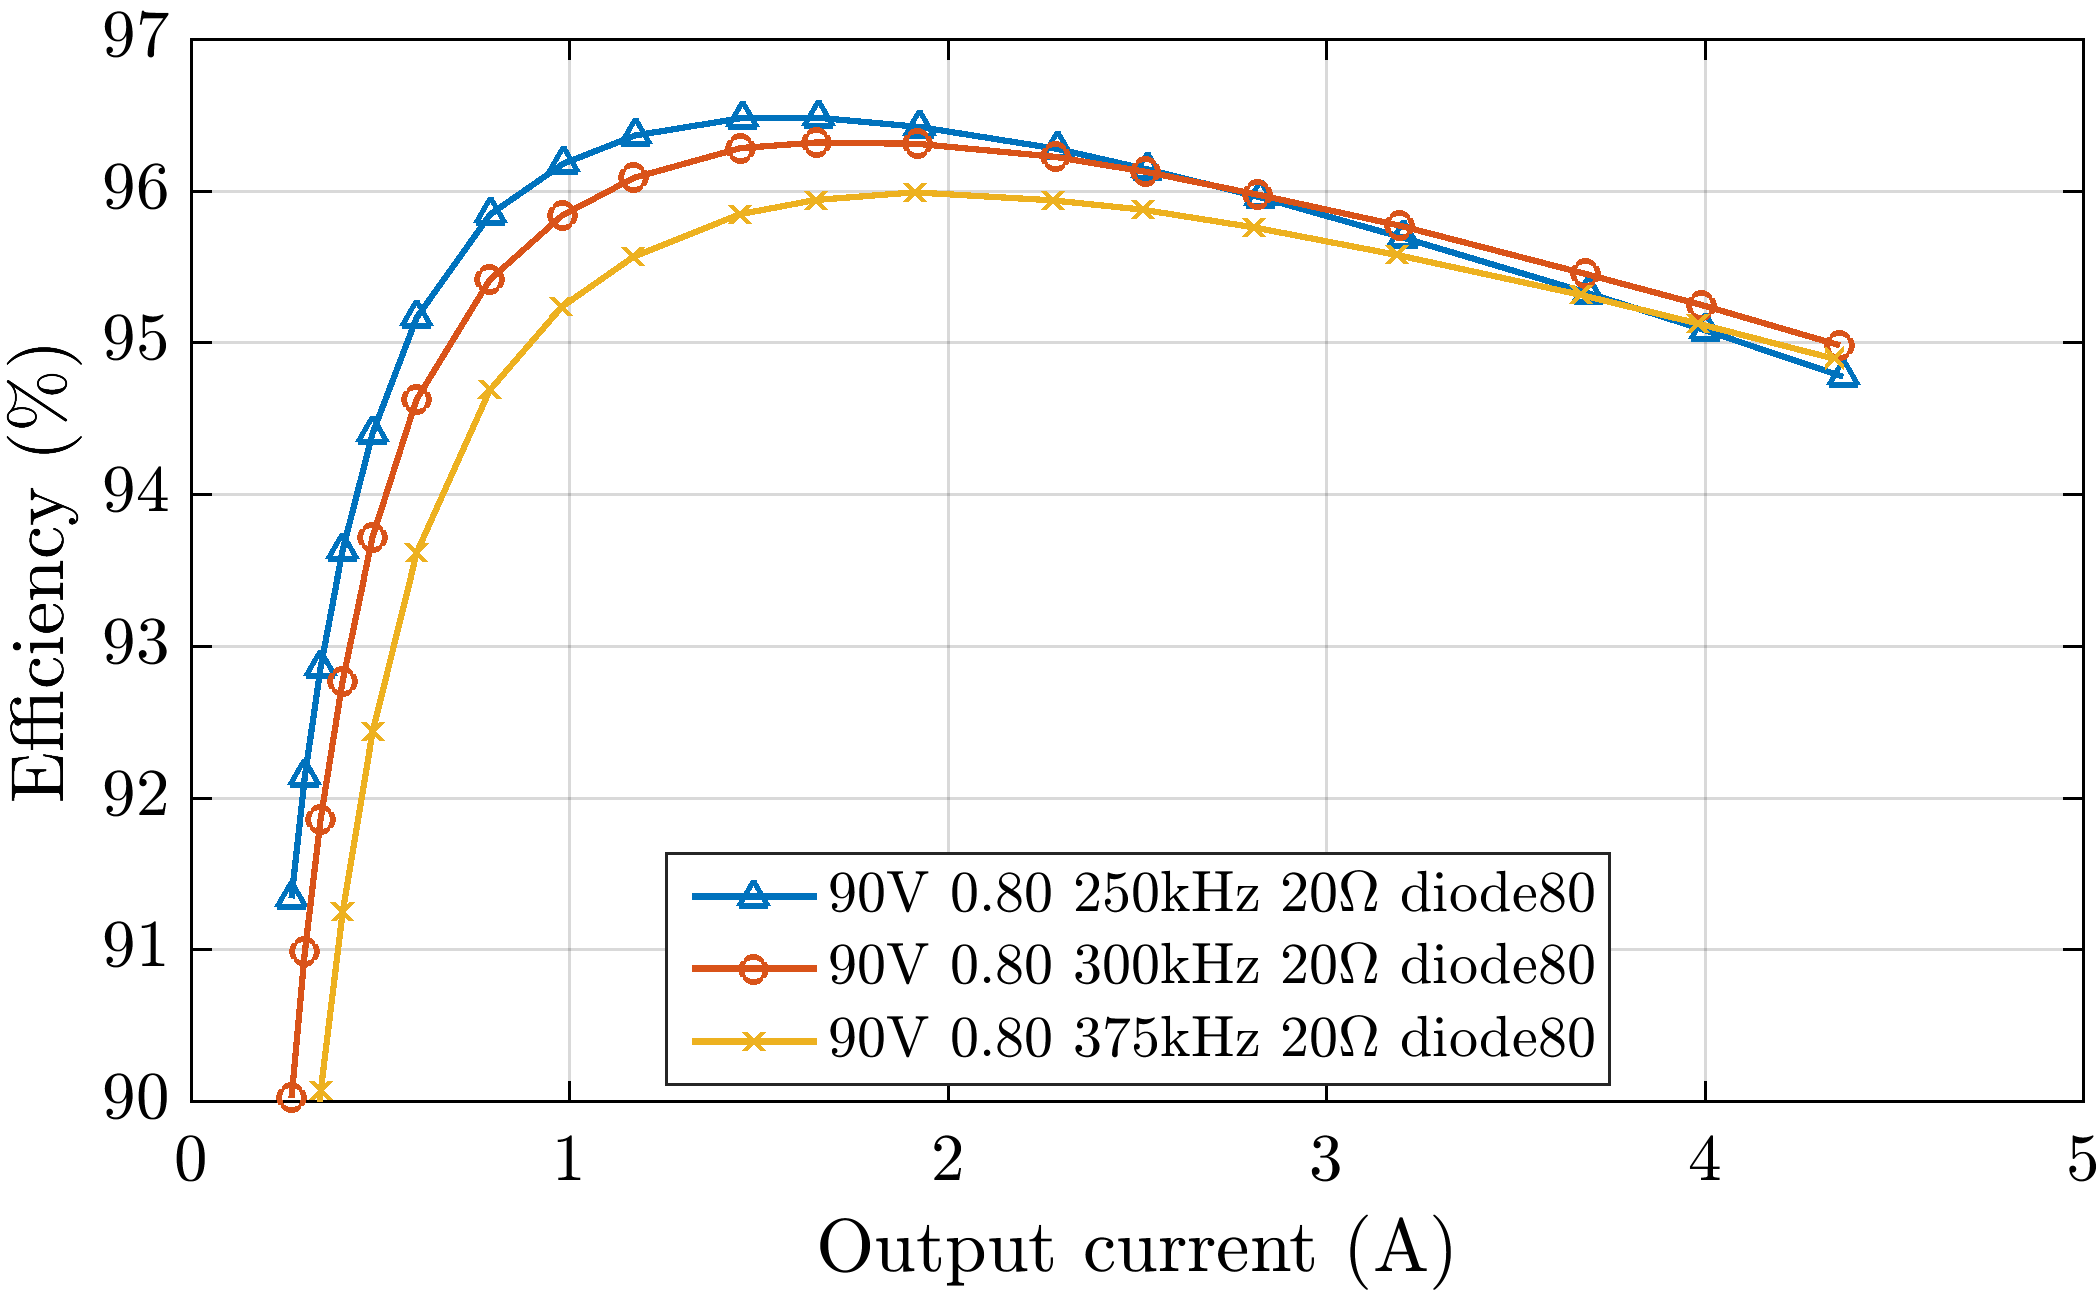 Efficiency (%)
97
96
95
94
93
92
91
90
90V 0.80 250kHz 20Ω diode80
90V 0.80 300kHz 20Ω diode80
90V 0.80 375kHz 20Ω diode80
0 1 2 3 4 5
Output current (A)